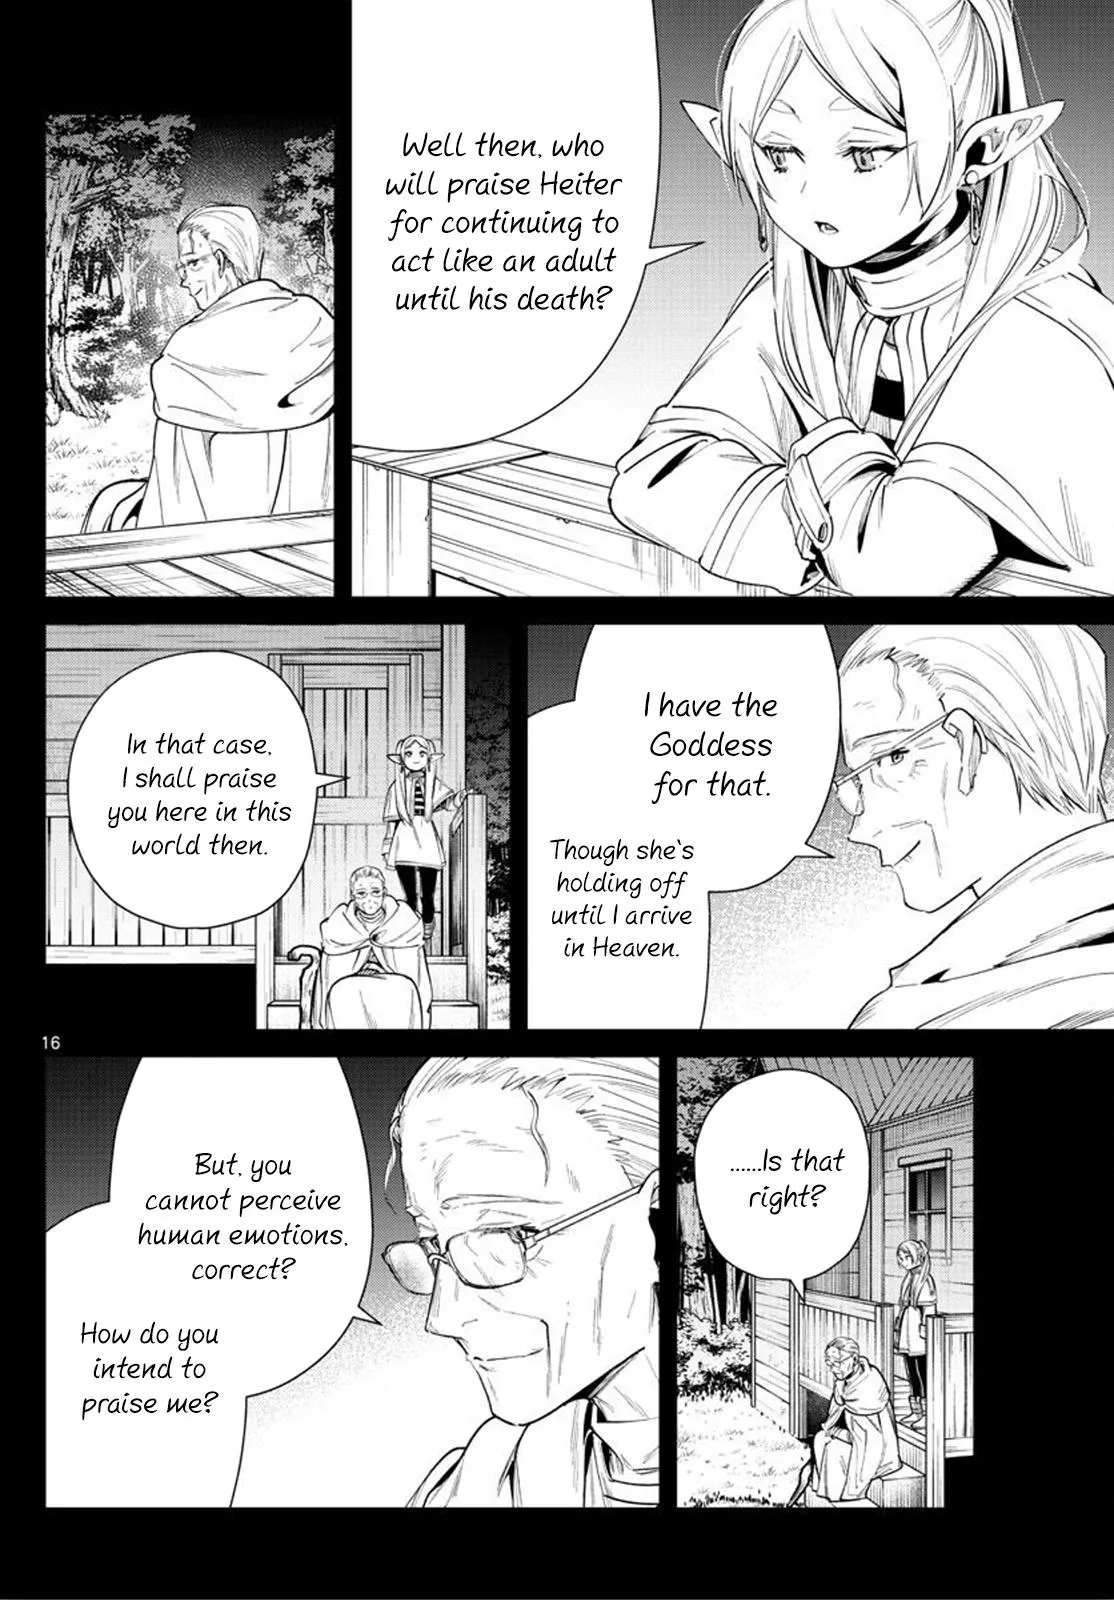 Well then, who
will praise Heiter
for continuing to
act like an adult
until his death?
I have the
Goddess
for that.
Though she's
holding off
until I arrive
in Heaven.
In that case,
I shall praise
you here in this
world then.
16
......Is that
right?
But, you
cannot perceive
human emotions,
correct?
How do you
intend to
praise me?